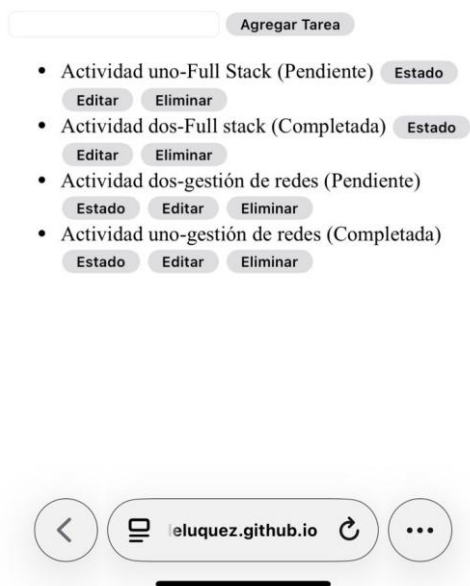 Agregar Tarea
• Actividad uno-Full Stack (Pendiente) Estado
Editar Eliminar
• Actividad dos-Full stack (Completada) Estado
Editar Eliminar
• Actividad dos-gestión de redes (Pendiente)
Estado Editar Eliminar
• Actividad uno-gestión de redes (Completada)
Estado Editar Eliminar
eluquez.github.io